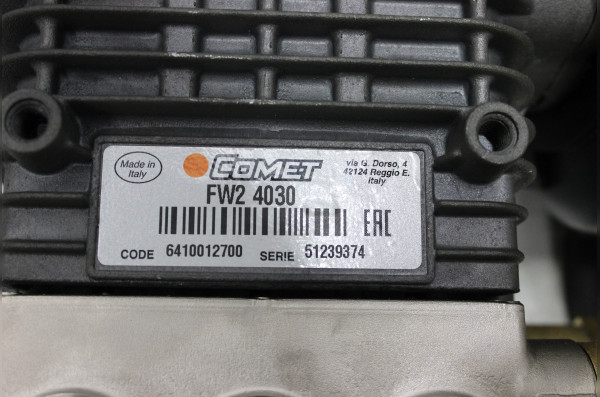 Made in
Italy
COMET
via G. Dorso, 4
42124 Reggio E.
Italy
FW2 4030
EAC
CODE 6410012700 SERIE 51239374